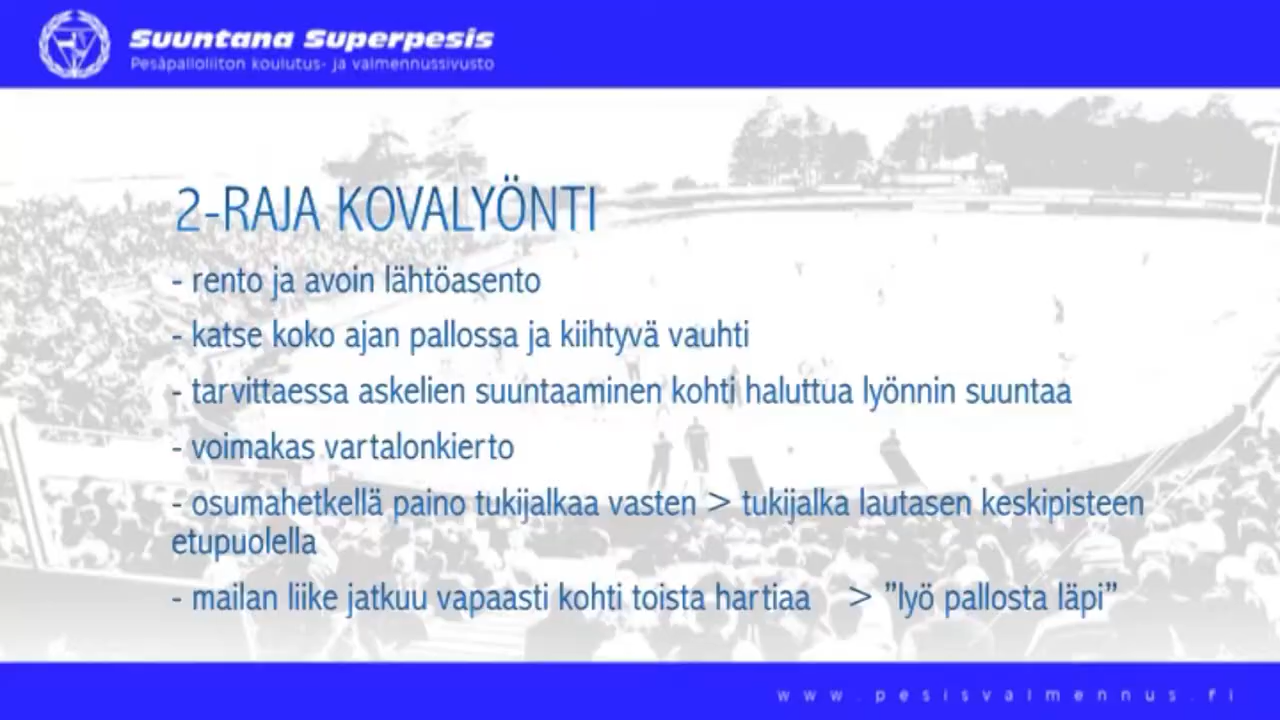 Suuntana Superpesis
Pesäpalloliiton koulutus- ja valmennussivusto
2-RAJA KOVALYÖNTI
- rento ja avoin lähtöasento
- katse koko ajan pallossa ja kiihtyvä vauhti
- tarvittaessa askelien suuntaaminen kohti haluttua lyönnin suuntaa
- voimakas vartalonkierto
- osumahetkellä paino tukijalkaa vasten > tukijalka lautasen keskipisteen
etupuolella
- mailan liike jatkuu vapaasti kohti toista hartiaa > ”lyö pallosta läpi”
www.pesisvalmennus.fi